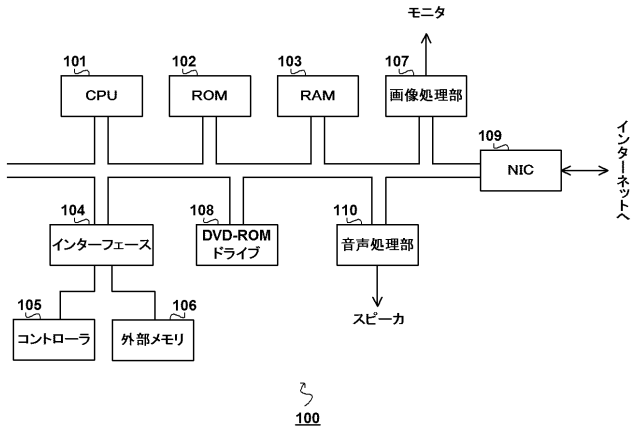 モニタ
101
CPU
102
ROM
103
RAM
107
画像処理部
109
NIC
インターネットへ
104
インターフェース
108
DVD-ROM
ドライブ
110
音声処理部
スピーカ
105
コントローラ
106
外部メモリ
100